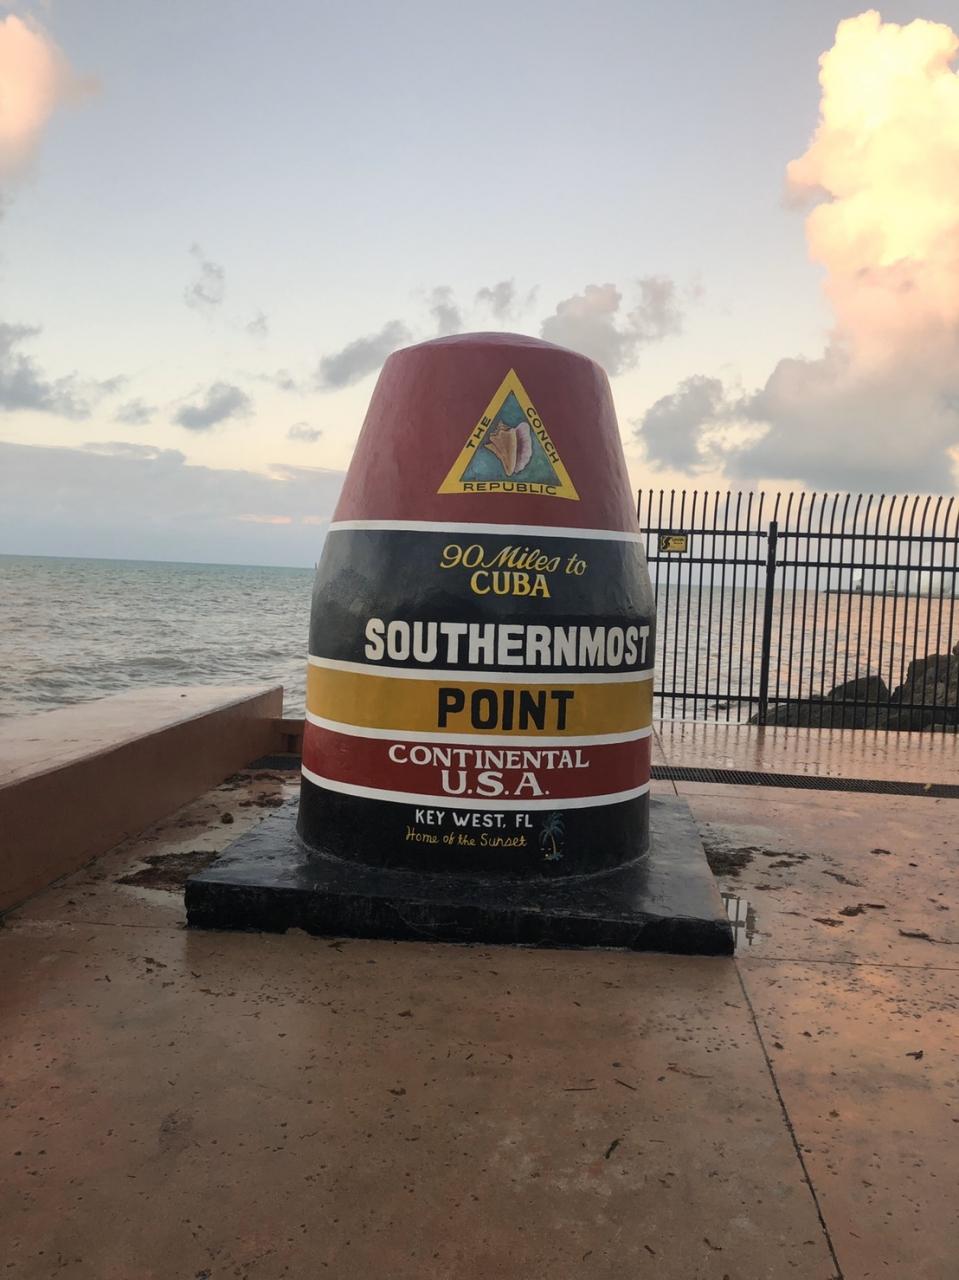 THE CONCH
REPUBLIC
90 Miles to
CUBA
SOUTHERNMOST
POINT
CONTINENTAL
U.S.A.
KEY WEST, FL
Home of the Sunset